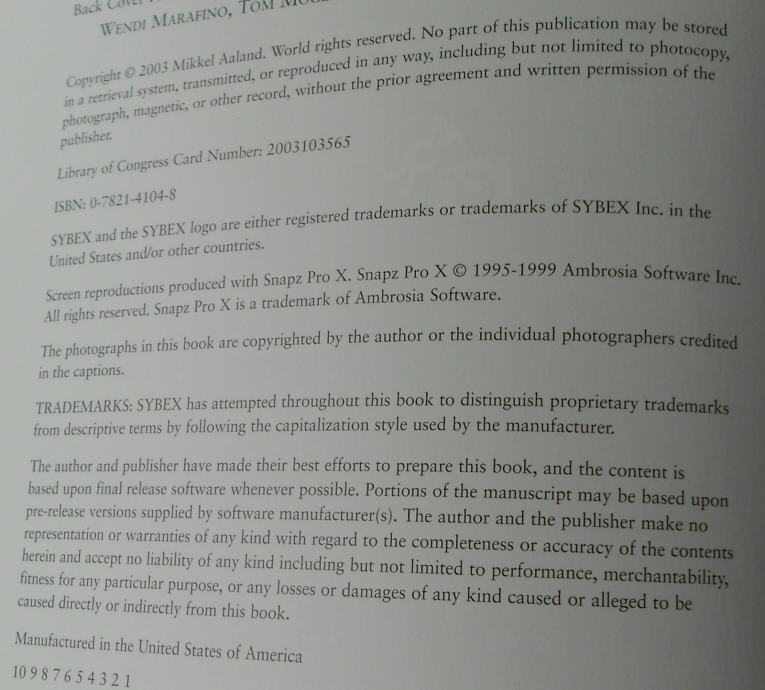 Back Cover
WENDI MARAFINO, TOM
Copyright © 2003 Mikkel Aaland. World rights reserved. No part of this publication may be stored
in a retrieval system, transmitted, or reproduced in any way, including but not limited to photocopy,
photograph, magnetic, or other record, without the prior agreement and written permission of the
publisher.
Library of Congress Card Number: 2003103565
ISBN: 0-7821-4104-8
SYBEX and the SYBEX logo are either registered trademarks or trademarks of SYBEX Inc. in the
United States and/or other countries.
Screen reproductions produced with Snapz Pro X. Snapz Pro X © 1995-1999 Ambrosia Software Inc.
All rights reserved. Snapz Pro X is a trademark of Ambrosia Software.
The photographs in this book are copyrighted by the author or the individual photographers credited
in the captions.
TRADEMARKS: SYBEX has attempted throughout this book to distinguish proprietary trademarks
from descriptive terms by following the capitalization style used by the manufacturer.
The author and publisher have made their best efforts to prepare this book, and the content is
based upon final release software whenever possible. Portions of the manuscript may be based upon
pre-release versions supplied by software manufacturer(s). The author and the publisher make no
representation or warranties of any kind with regard to the completeness or accuracy of the contents
herein and accept no liability of any kind including but not limited to performance, merchantability,
fitness for any particular purpose, or any losses or damages of any kind caused or alleged to be
caused directly or indirectly from this book.
Manufactured in the United States of America
10 9 8 7 6 5 4 3 2 1